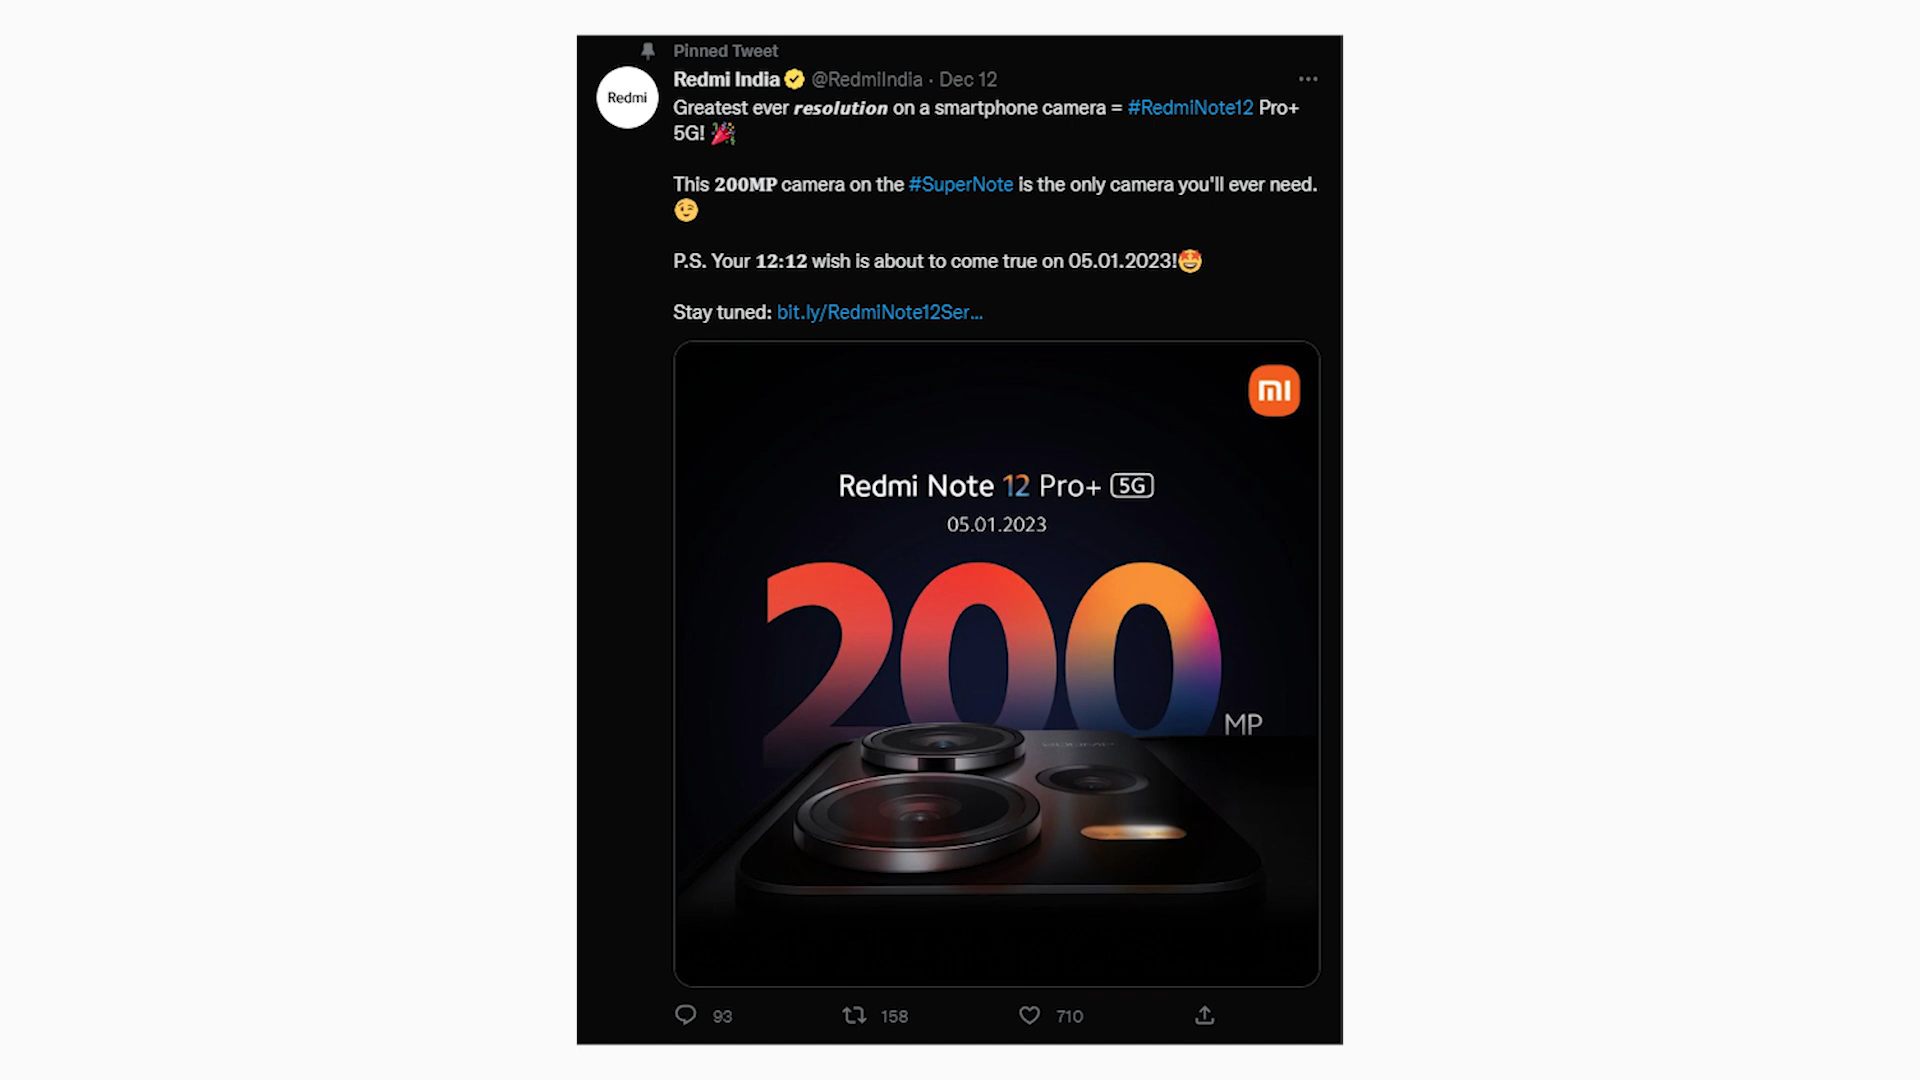 Pinned Tweet
Redmi India @RedmiIndia · Dec 12
Redmi
Greatest ever resolution on a smartphone camera = #RedmiNote12 Pro+
5G! 🎉
This 200MP camera on the #SuperNote is the only camera you'll ever need.
😉
P.S. Your 12:12 wish is about to come true on 05.01.2023!🤩
Stay tuned: bit.ly/RedmiNote12Ser...
mi
Redmi Note 12 Pro+ 5G
05.01.2023
200
MP
93 158 710